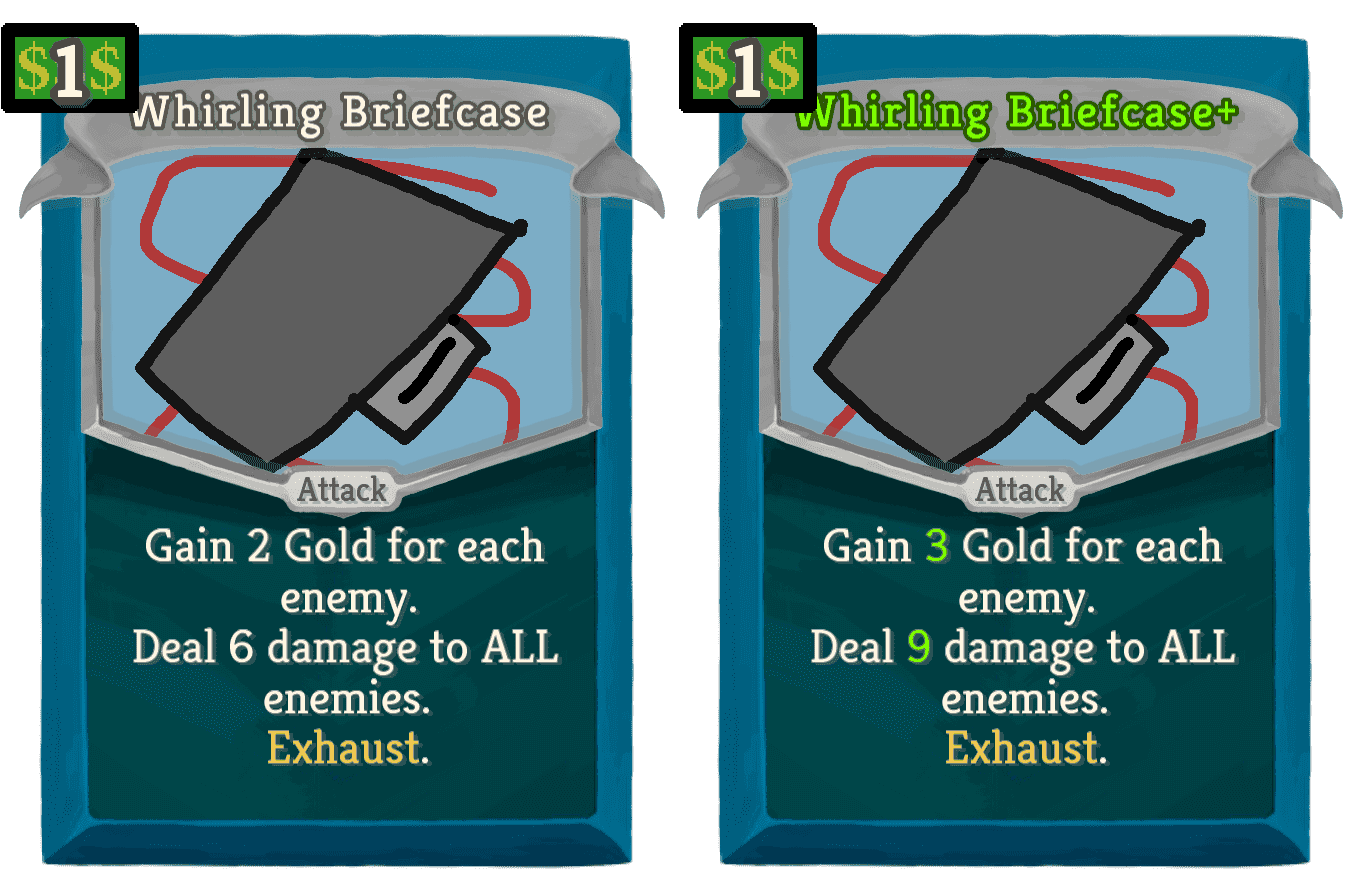 $1$
Whirling Briefcase
Attack
Gain 2 Gold for each
enemy.
Deal 6 damage to ALL
enemies.
Exhaust.
$1$
Whirling Briefcase+
Attack
Gain 3 Gold for each
enemy.
Deal 9 damage to ALL
enemies.
Exhaust.